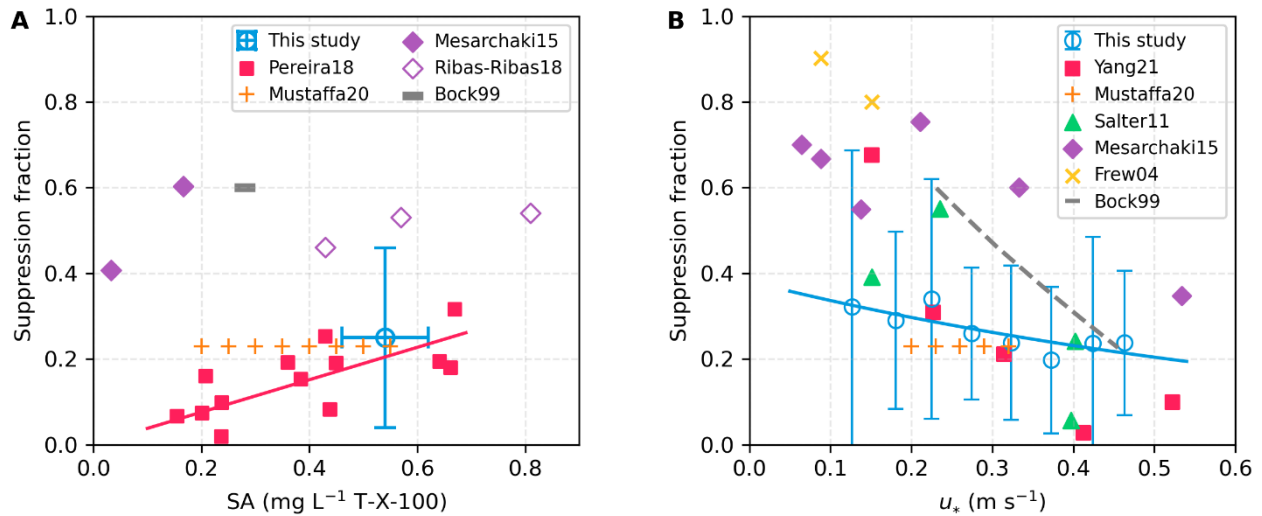 A
This study
Pereira18
Mustaffa20
Mesarchaki15
Ribas-Ribas18
Bock99
1.0
0.8
0.6
0.4
0.2
0.0
Suppression fraction
0.0 0.2 0.4 0.6 0.8
SA (mg L⁻¹ T-X-100)
B
This study
Yang21
Mustaffa20
Salter11
Mesarchaki15
Frew04
Bock99
1.0
0.8
0.6
0.4
0.2
0.0
Suppression fraction
0.0 0.1 0.2 0.3 0.4 0.5 0.6
u* (m s⁻¹)